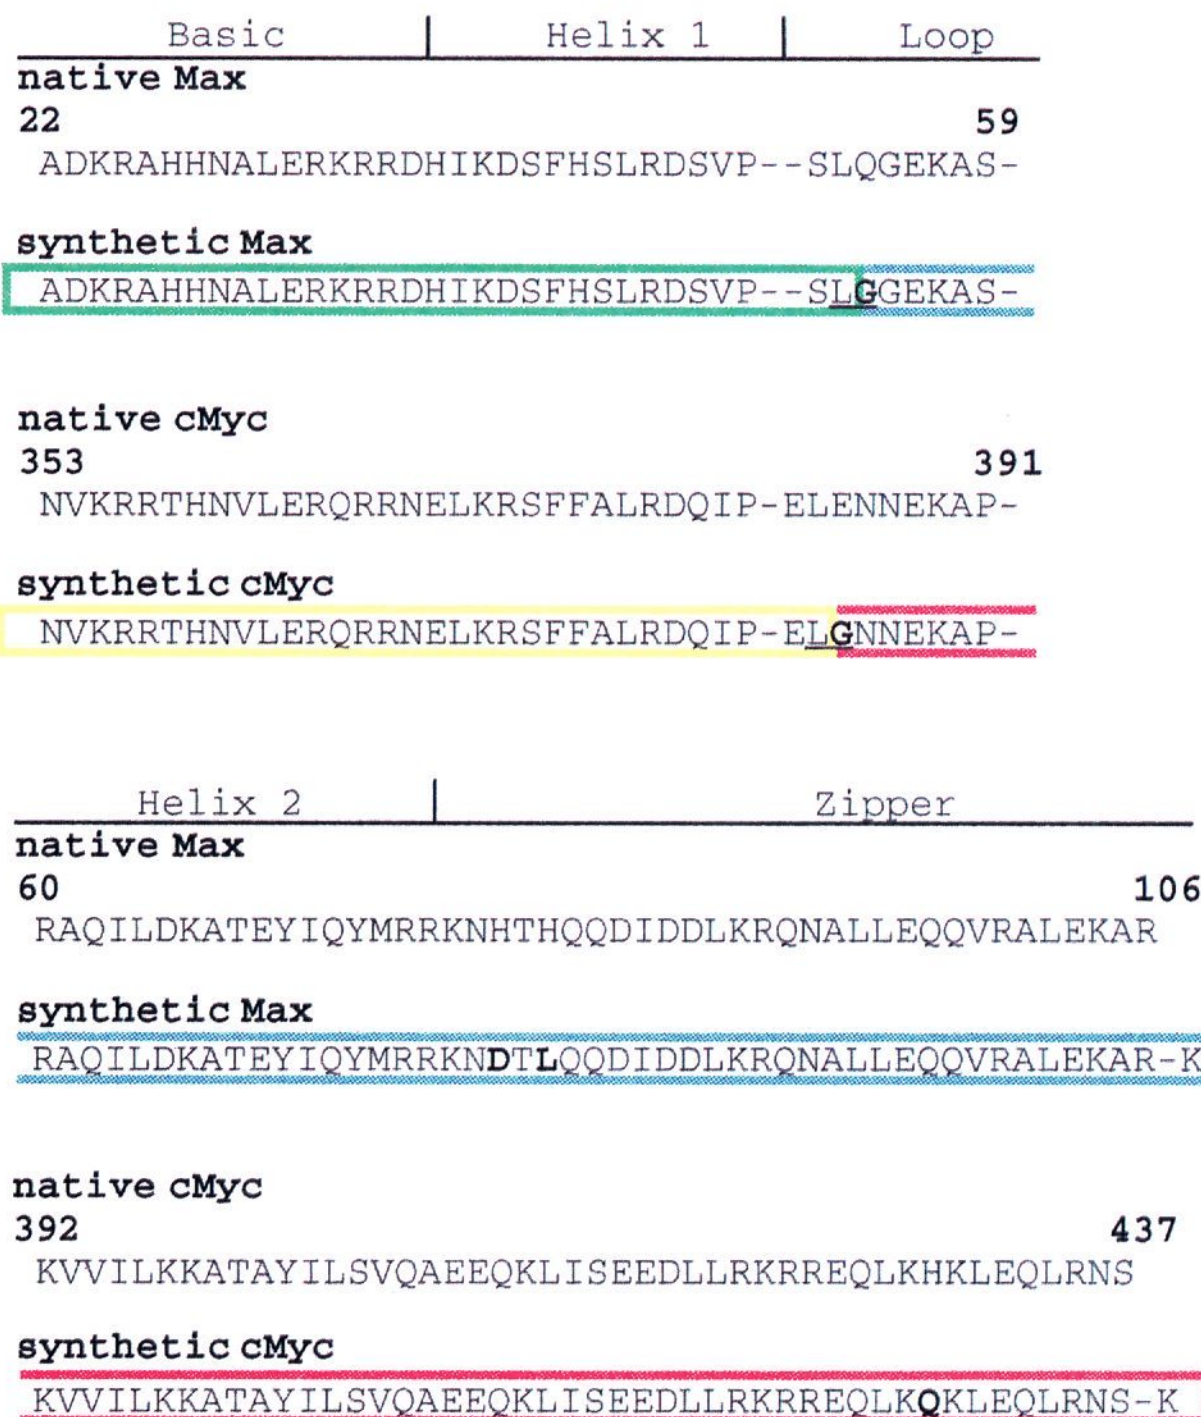 Basic | Helix 1 | Loop
native Max
22 59
ADKRAHHNALERKRRDHIKDSFHSLRDSVP--SLQGEKAS-
synthetic Max
ADKRAHHNALERKRRDHIKDSFHSLRDSVP--SLGGEKAS-
native cMyc
353 391
NVKRRTHNVLERQRRNELKRSFFALRDQIP-ELENNEKAP-
synthetic cMyc
NVKRRTHNVLERQRRNELKRSFFALRDQIP-ELGNNEKAP-
Helix 2 | Zipper
native Max
60 106
RAQILDKATEYIQYMRRKNHTHQQDIDDLKRQNALLEQQVRALEKAR
synthetic Max
RAQILDKATEYIQYMRRKNDTLQQDIDDLKRQNALLEQQVRALEKAR-K
native cMyc
392 437
KVVILKKATAYILSVQAEEQKLISEEDLLRKRREQLKHKLEQLRNS
synthetic cMyc
KVVILKKATAYILSVQAEEQKLISEEDLLRKRREQLKQKLEQLRNS-K